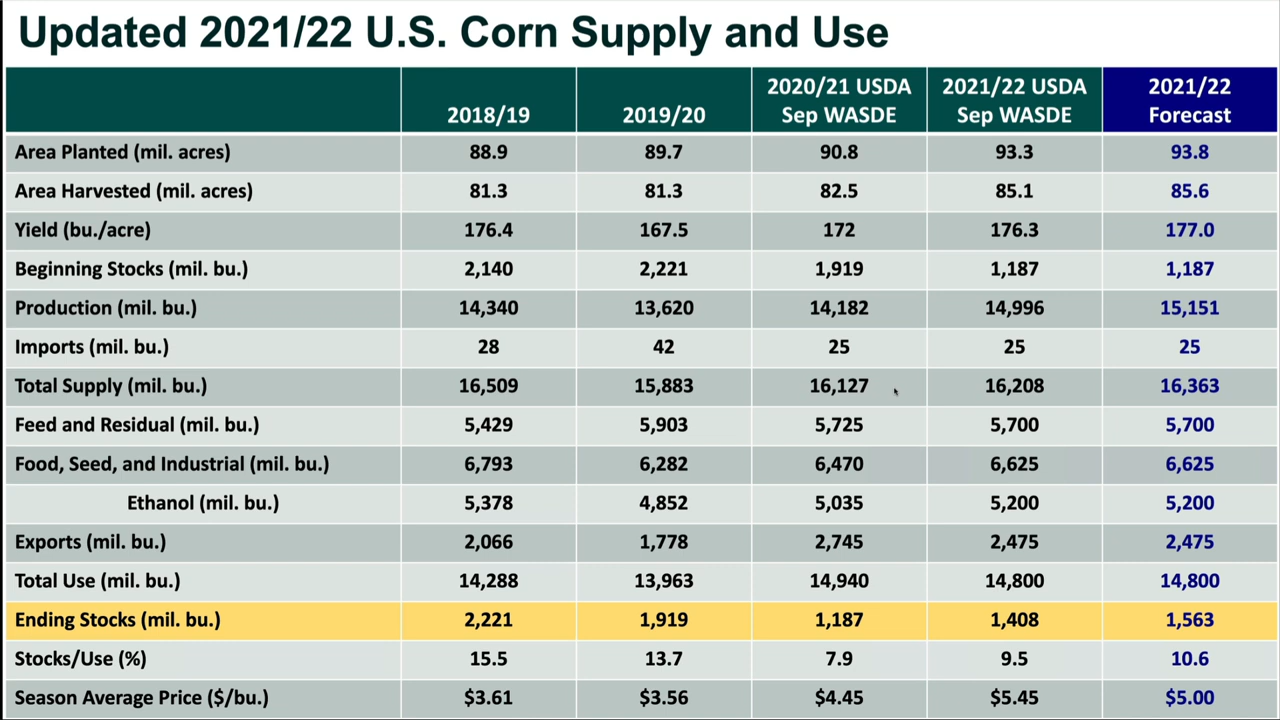 Updated 2021/22 U.S. Corn Supply and Use
2018/19 2019/20 2020/21 USDA Sep WASDE 2021/22 USDA Sep WASDE 2021/22 Forecast
Area Planted (mil. acres) 88.9 89.7 90.8 93.3 93.8
Area Harvested (mil. acres) 81.3 81.3 82.5 85.1 85.6
Yield (bu./acre) 176.4 167.5 172 176.3 177.0
Beginning Stocks (mil. bu.) 2,140 2,221 1,919 1,187 1,187
Production (mil. bu.) 14,340 13,620 14,182 14,996 15,151
Imports (mil. bu.) 28 42 25 25 25
Total Supply (mil. bu.) 16,509 15,883 16,127 16,208 16,363
Feed and Residual (mil. bu.) 5,429 5,903 5,725 5,700 5,700
Food, Seed, and Industrial (mil. bu.) 6,793 6,282 6,470 6,625 6,625
Ethanol (mil. bu.) 5,378 4,852 5,035 5,200 5,200
Exports (mil. bu.) 2,066 1,778 2,745 2,475 2,475
Total Use (mil. bu.) 14,288 13,963 14,940 14,800 14,800
Ending Stocks (mil. bu.) 2,221 1,919 1,187 1,408 1,563
Stocks/Use (%) 15.5 13.7 7.9 9.5 10.6
Season Average Price ($/bu.) $3.61 $3.56 $4.45 $5.45 $5.00